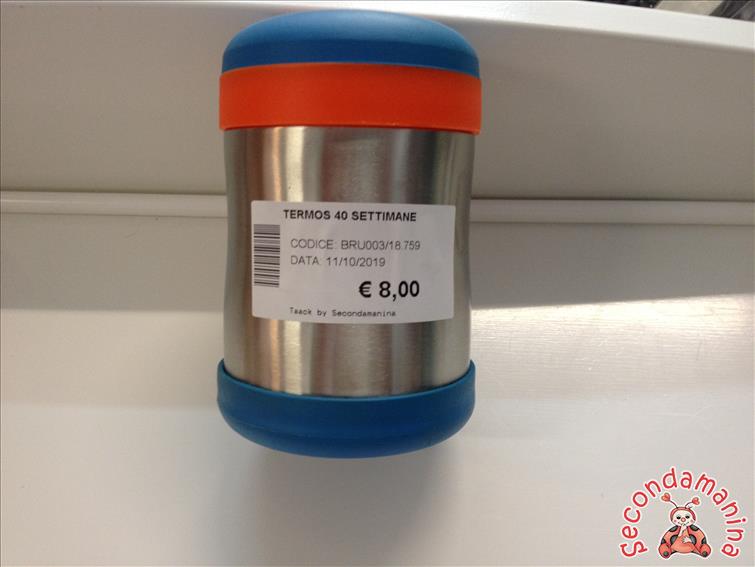 TERMOS 40 SETTIMANE
CODICE: BRU003/18.759
DATA: 11/10/2019
€ 8,00
Taack by Secondamanina
Secondamanina